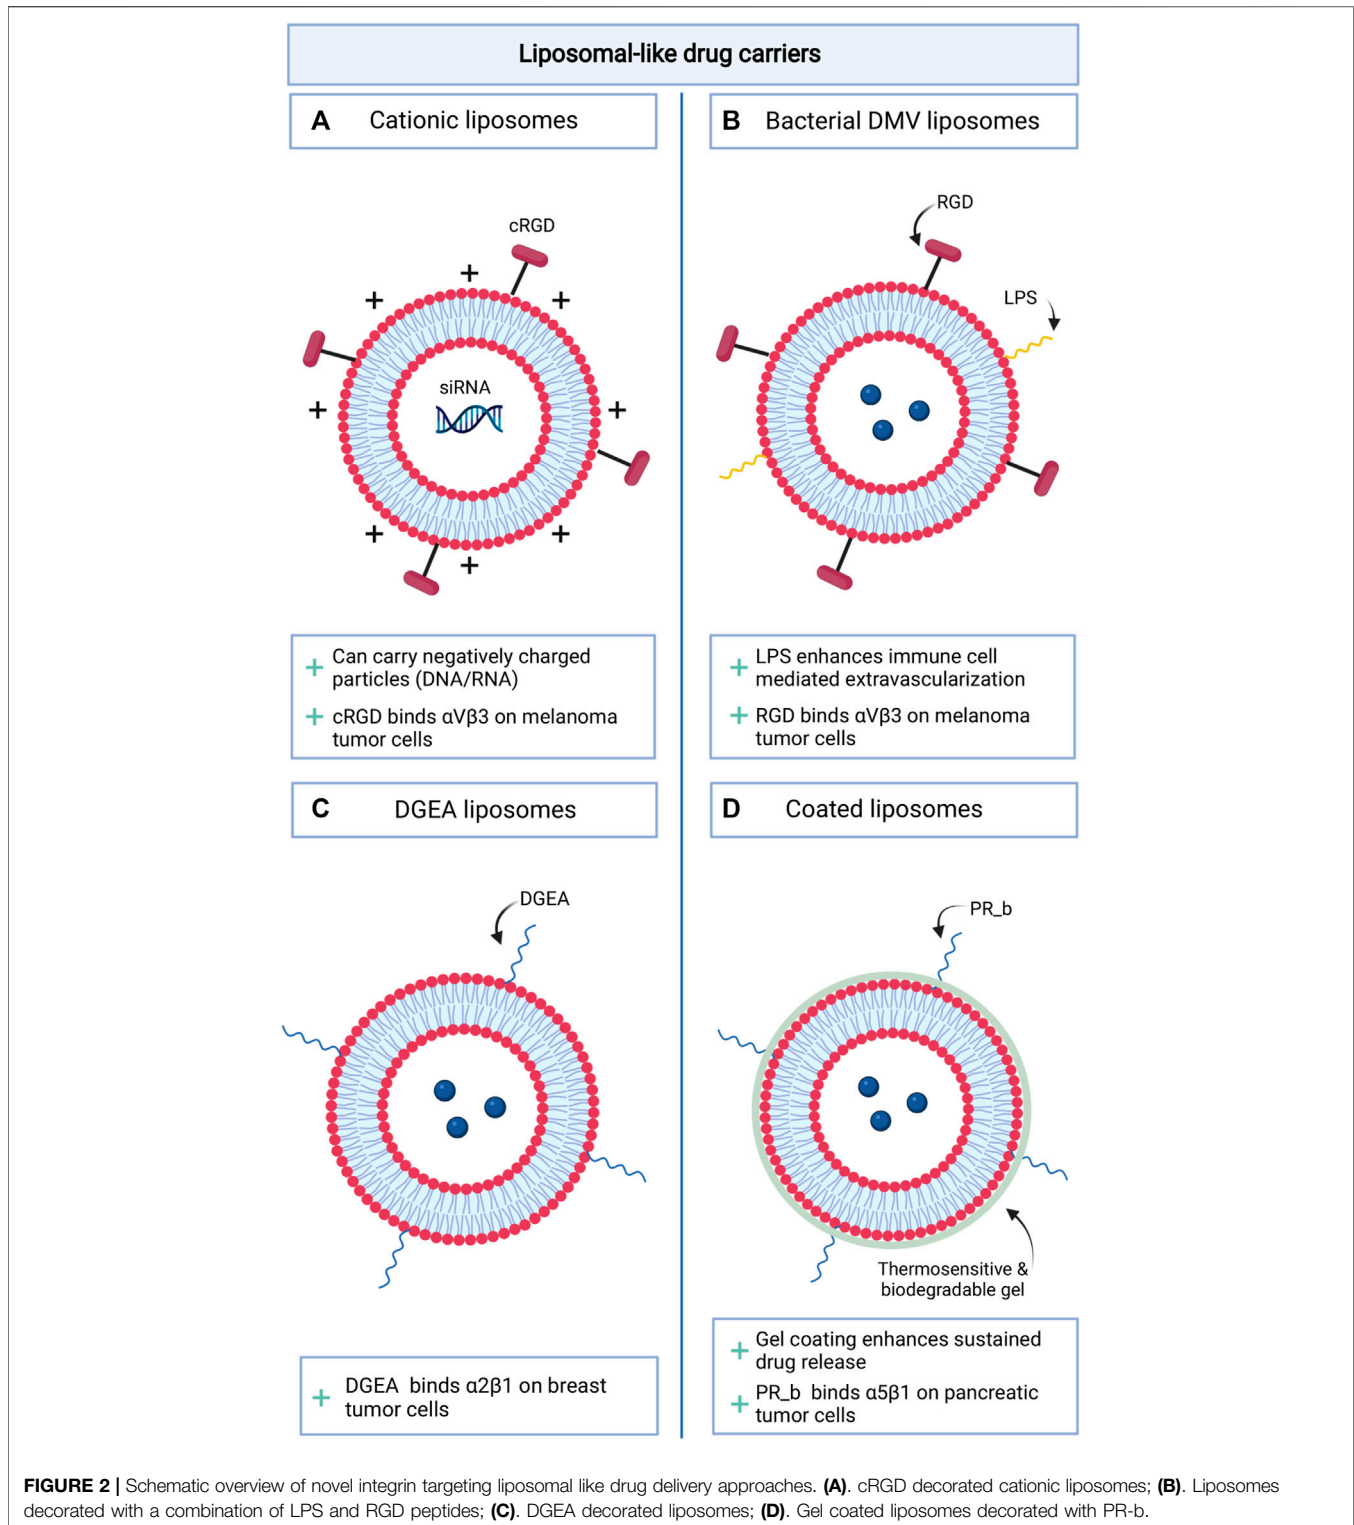 Liposomal-like drug carriers
A Cationic liposomes
cRGD
+
+
+
+
+
+
+
+
siRNA
+ Can carry negatively charged
particles (DNA/RNA)
+ cRGD binds αVβ3 on melanoma
tumor cells
B Bacterial DMV liposomes
RGD
LPS
+ LPS enhances immune cell
mediated extravascularization
+ RGD binds αVβ3 on melanoma
tumor cells
C DGEA liposomes
DGEA
+ DGEA binds α2β1 on breast
tumor cells
D Coated liposomes
PR_b
Thermosensitive &
biodegradable gel
+ Gel coating enhances sustained
drug release
+ PR_b binds α5β1 on pancreatic
tumor cells
FIGURE 2 | Schematic overview of novel integrin targeting liposomal like drug delivery approaches. (A). cRGD decorated cationic liposomes; (B). Liposomes
decorated with a combination of LPS and RGD peptides; (C). DGEA decorated liposomes; (D). Gel coated liposomes decorated with PR-b.